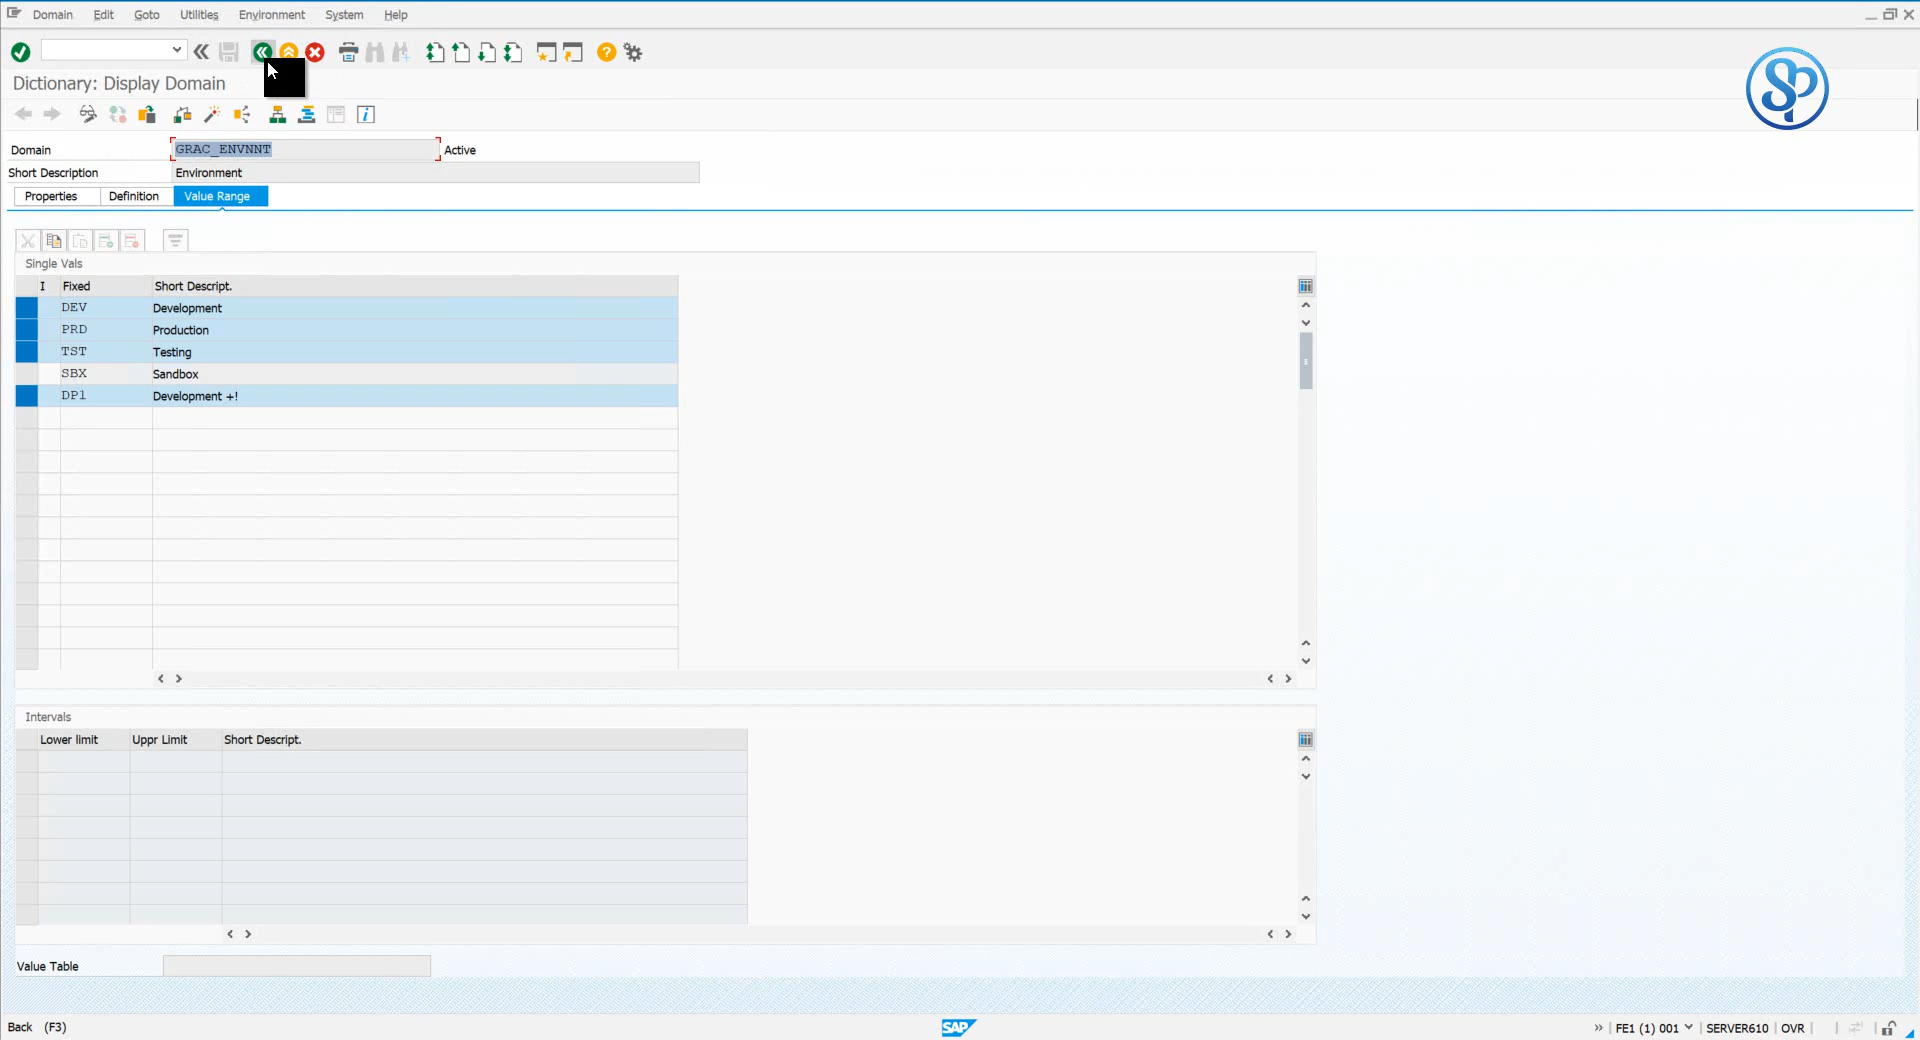 Domain Edit Goto Utilities Environment System Help
Dictionary: Display Domain
Domain GRAC_ENVNNT Active
Short Description Environment
Properties Definition Value Range
Single Vals
I Fixed Short Descript.
DEV Development
PRD Production
TST Testing
SBX Sandbox
DP1 Development +!
Intervals
Lower limit Uppr Limit Short Descript.
Value Table
Back (F3) SAP FE1 (1) 001 SERVER610 OVR
SP